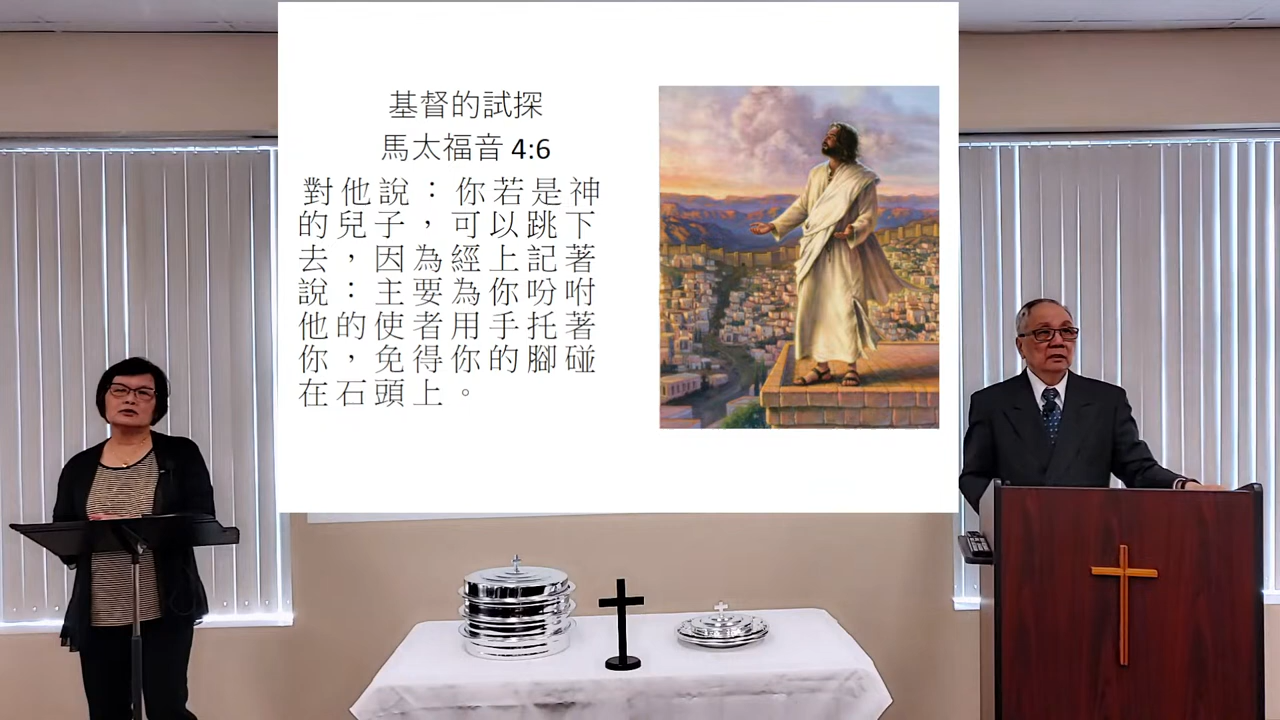 基督的試探
馬太福音 4:6
對他說：你若是神
的兒子，可以跳下
去，因為經上記著
說：主要為你吩咐
他的使者用手托著
你，免得你的腳碰
在石頭上。